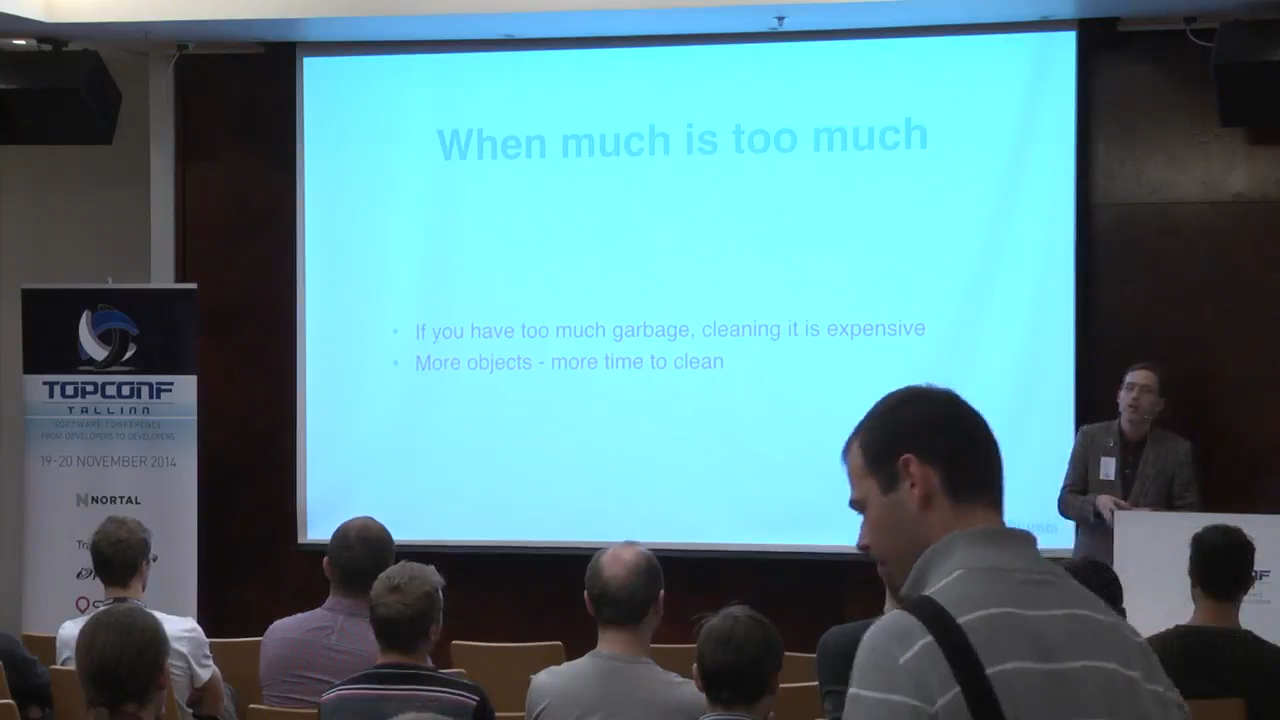 When much is too much
• If you have too much garbage, cleaning it is expensive
• More objects - more time to clean
TOPCONF
TALLINN
SOFTWARE CONFERENCE
FROM DEVELOPERS TO DEVELOPERS
19-20 NOVEMBER 2014
NORTAL